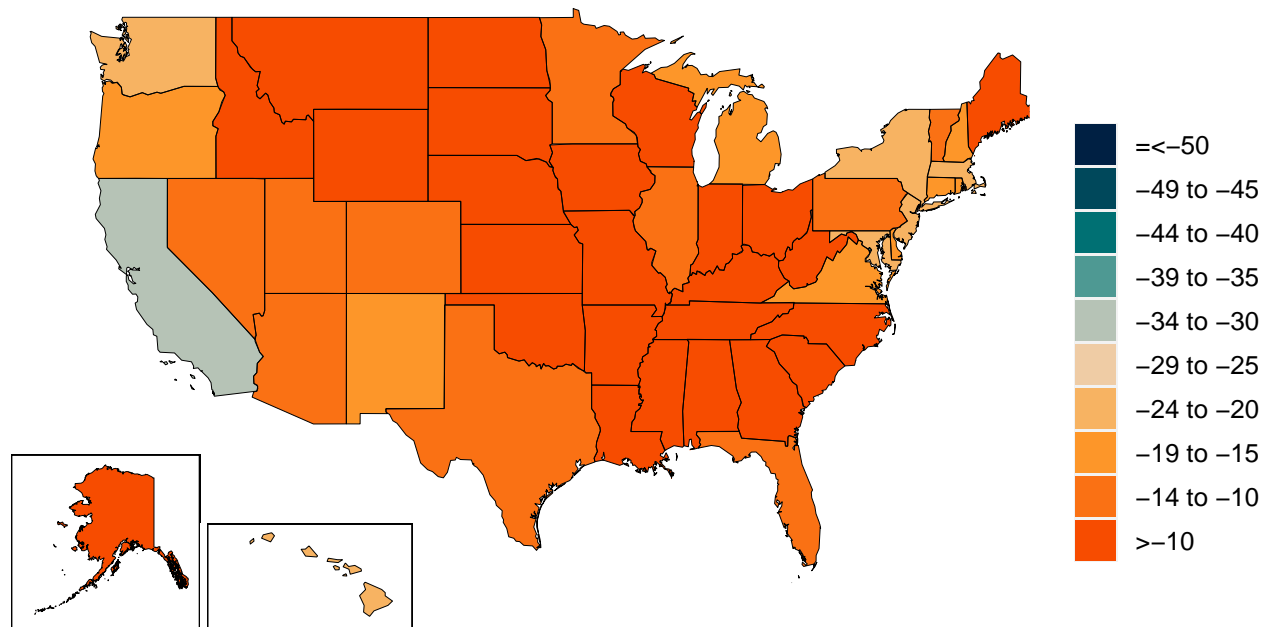 =<−50
−49 to −45
−44 to −40
−39 to −35
−34 to −30
−29 to −25
−24 to −20
−19 to −15
−14 to −10
>−10